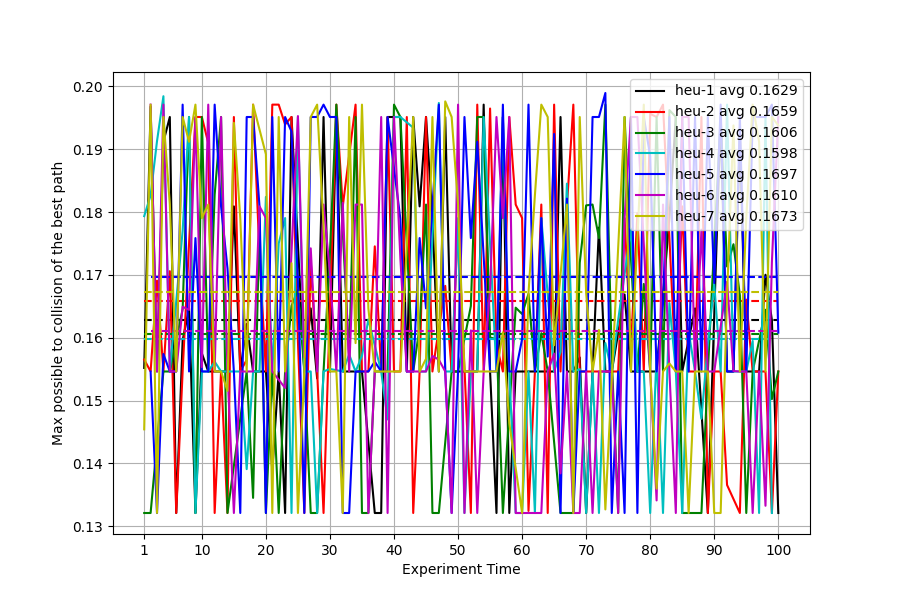 0.20
0.19
0.18
0.17
0.16
0.15
0.14
0.13
Max possible to collision of the best path
heu-1 avg 0.1629
heu-2 avg 0.1659
heu-3 avg 0.1606
heu-4 avg 0.1598
heu-5 avg 0.1697
heu-6 avg 0.1610
heu-7 avg 0.1673
1 10 20 30 40 50 60 70 80 90 100
Experiment Time